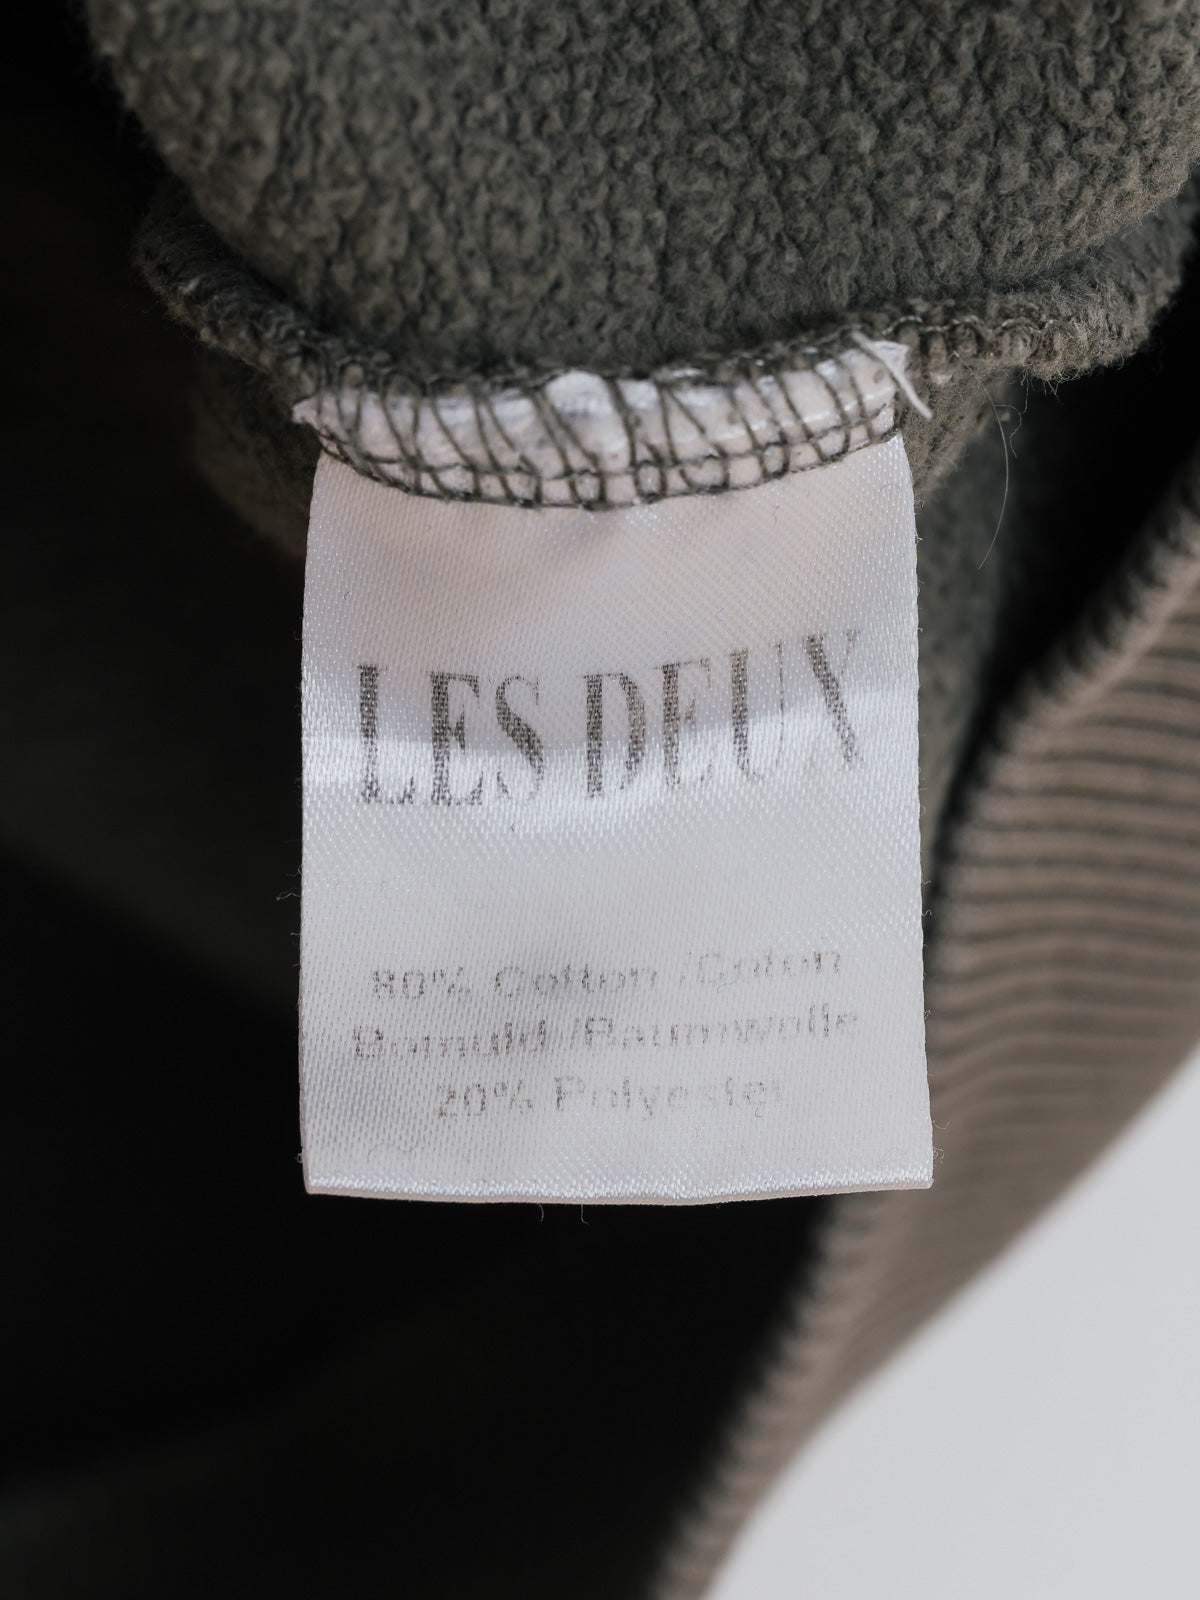 LES DEUX
80% Cotton /Coton
Bomuld /Baumwolle
20% Polyester